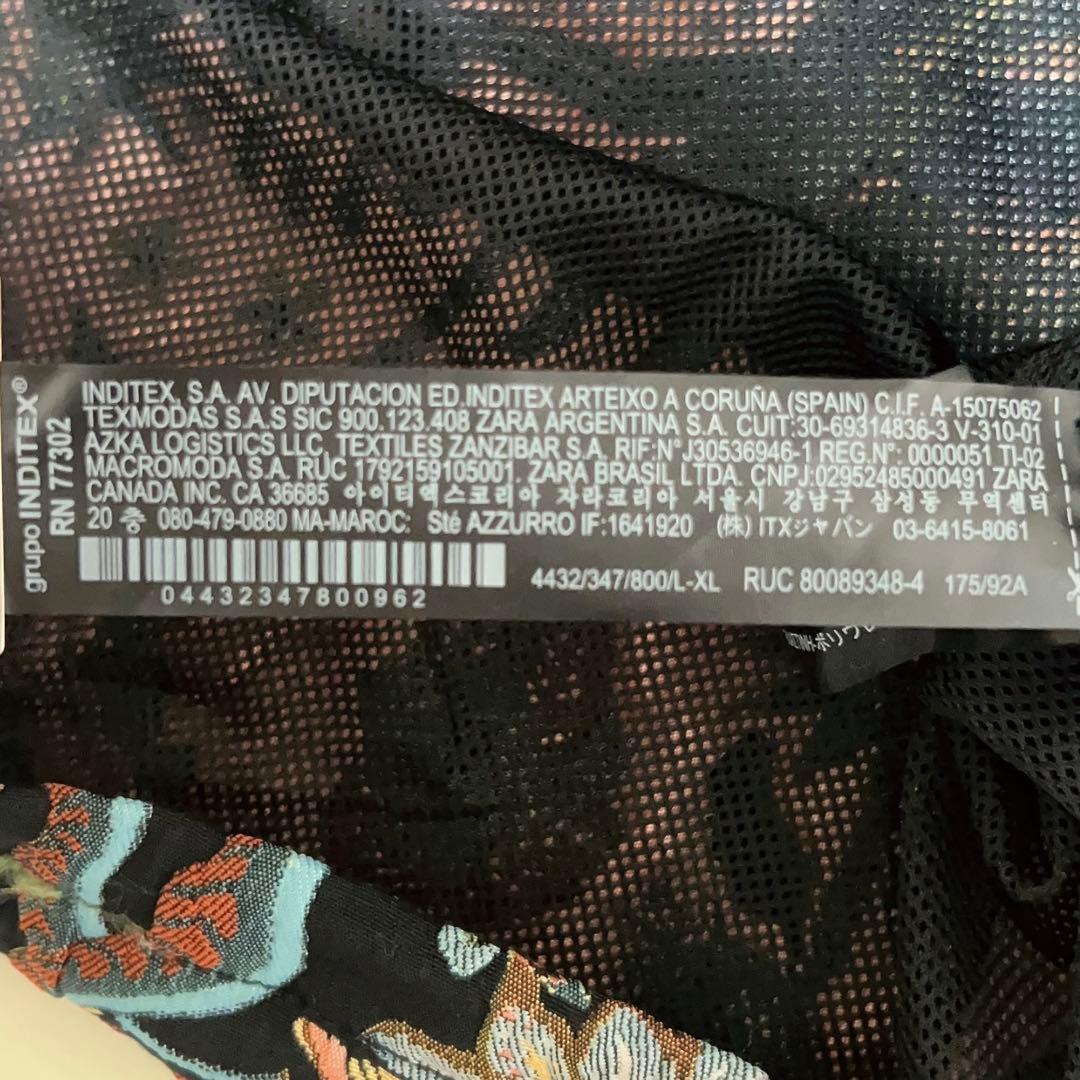 grupo INDITEX®
RN 77302
INDITEX, S.A. AV. DIPUTACION ED.INDITEX ARTEIXO A CORUÑA (SPAIN) C.I.F. A-15075062
TEXMODAS S.A.S SIC 900.123.408 ZARA ARGENTINA S.A. CUIT:30-69314836-3 V-310-01
AZKA LOGISTICS LLC, TEXTILES ZANZIBAR S.A. RIF:N° J30536946-1 REG.N°: 0000051 TI-02
MACROMODA S.A. RUC 1792159105001. ZARA BRASIL LTDA. CNPJ:02952485000491 ZARA
CANADA INC. CA 36685 아이티엑스코리아 자라코리아 서울시 강남구 삼성동 무역센터
20 층 080-479-0880 MA-MAROC: Sté AZZURRO IF:1641920 (株) ITXジャパン 03-6415-8061
04432347800962
4432/347/800/L-XL RUC 80089348-4 175/92A